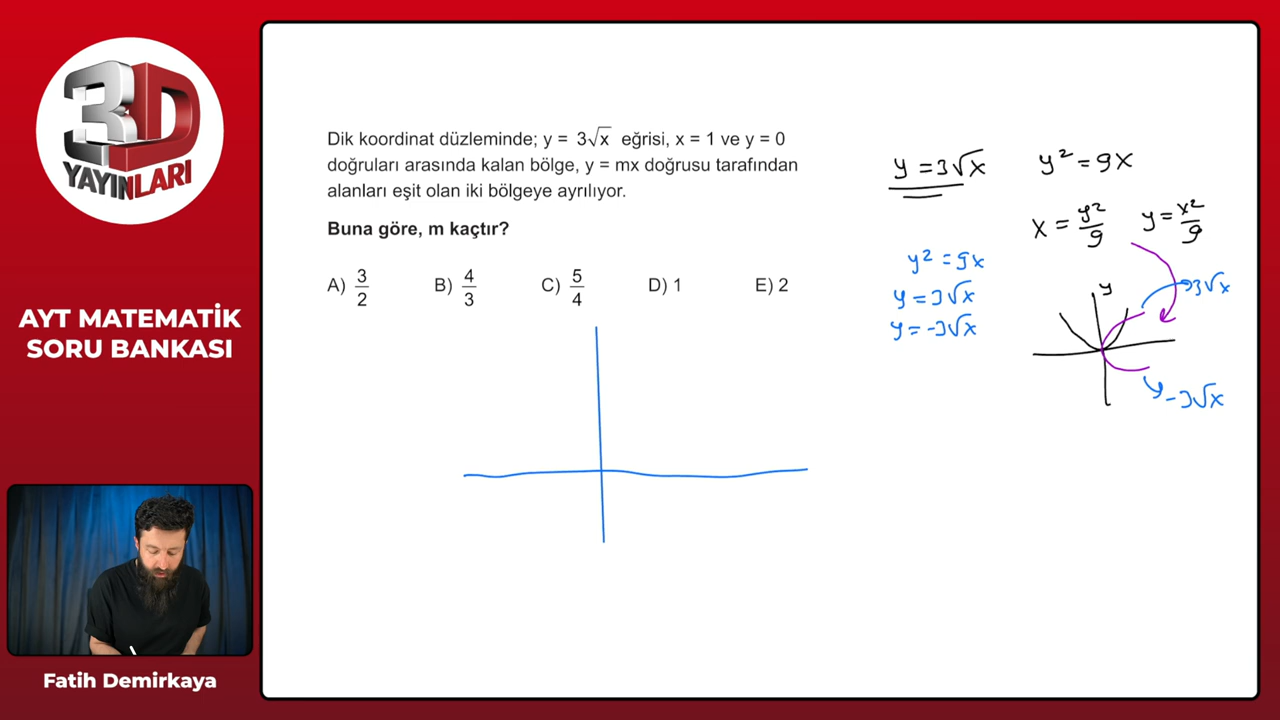 3D
YAYINLARI
AYT MATEMATİK
SORU BANKASI
Fatih Demirkaya
Dik koordinat düzleminde; y = 3√x eğrisi, x = 1 ve y = 0
doğruları arasında kalan bölge, y = mx doğrusu tarafından
alanları eşit olan iki bölgeye ayrılıyor.
Buna göre, m kaçtır?
A) 3/2 B) 4/3 C) 5/4 D) 1 E) 2
y = 3√x y² = 9x
x = y²/9 y = x²/9
y² = 9x
y = 3√x
y = -3√x
y
3√x
-3√x